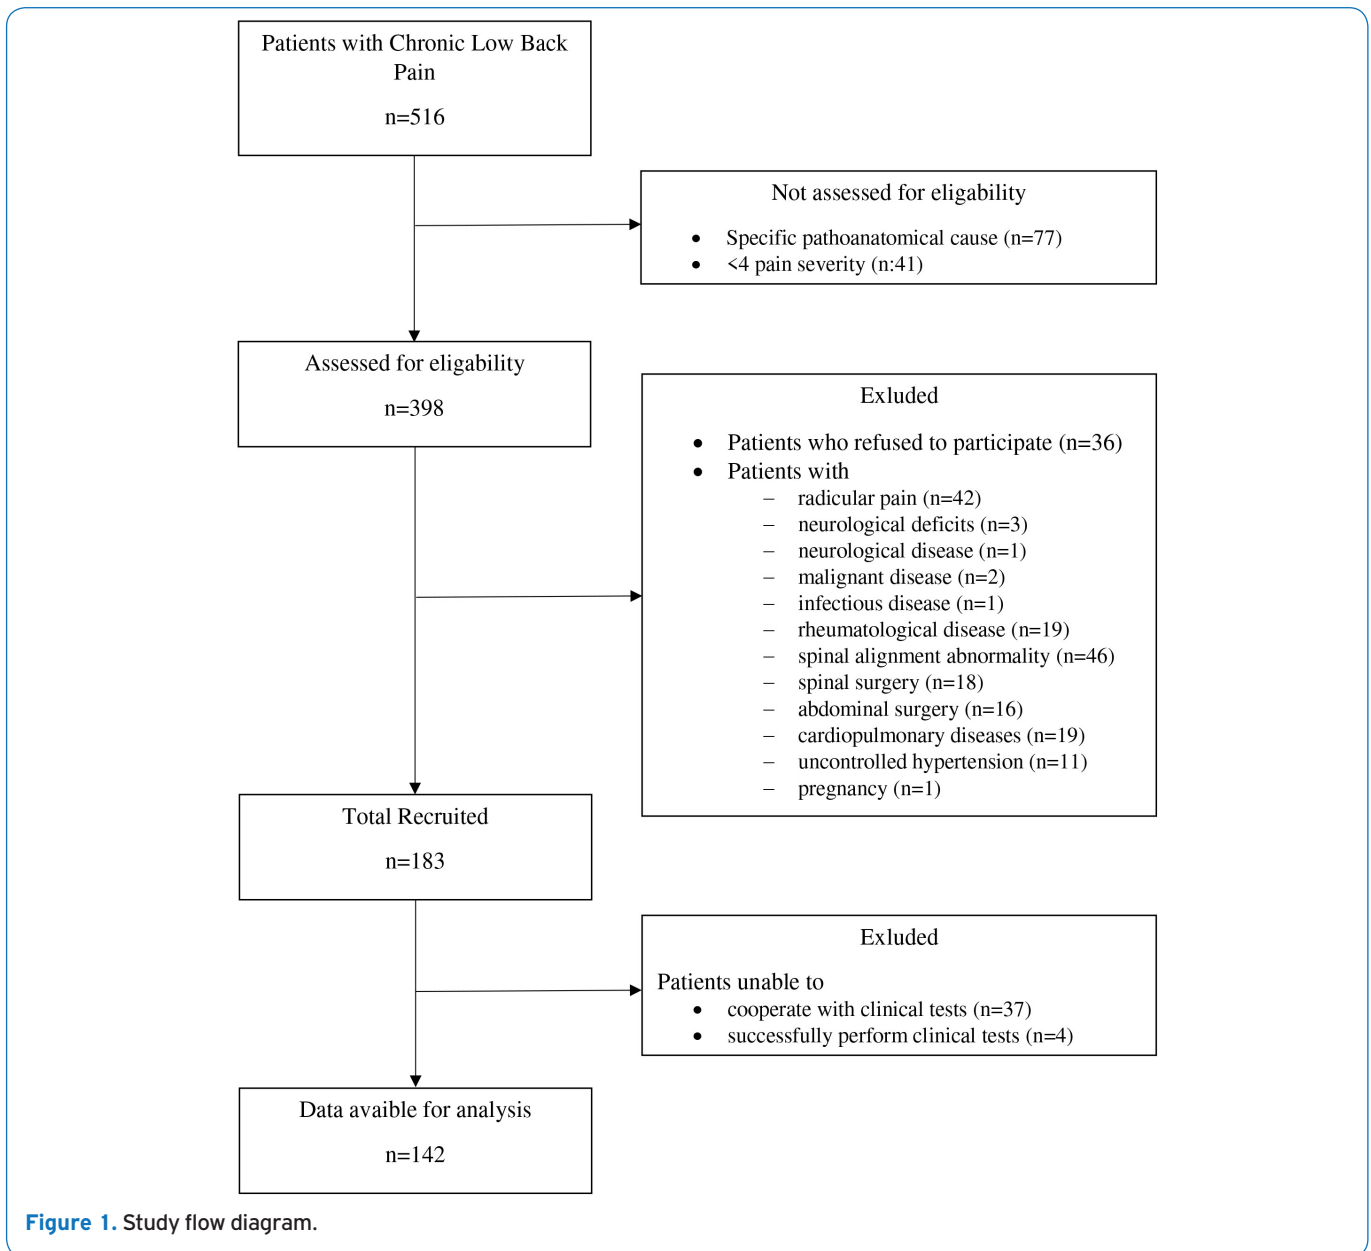 Patients with Chronic Low Back
Pain
n=516
Not assessed for eligability
• Specific pathoanatomical cause (n=77)
• <4 pain severity (n:41)
Assessed for eligability
n=398
Exluded
• Patients who refused to participate (n=36)
• Patients with
– radicular pain (n=42)
– neurological deficits (n=3)
– neurological disease (n=1)
– malignant disease (n=2)
– infectious disease (n=1)
– rheumatological disease (n=19)
– spinal alignment abnormality (n=46)
– spinal surgery (n=18)
– abdominal surgery (n=16)
– cardiopulmonary diseases (n=19)
– uncontrolled hypertension (n=11)
– pregnancy (n=1)
Total Recruited
n=183
Exluded
Patients unable to
• cooperate with clinical tests (n=37)
• successfully perform clinical tests (n=4)
Data avaible for analysis
n=142
Figure 1. Study flow diagram.